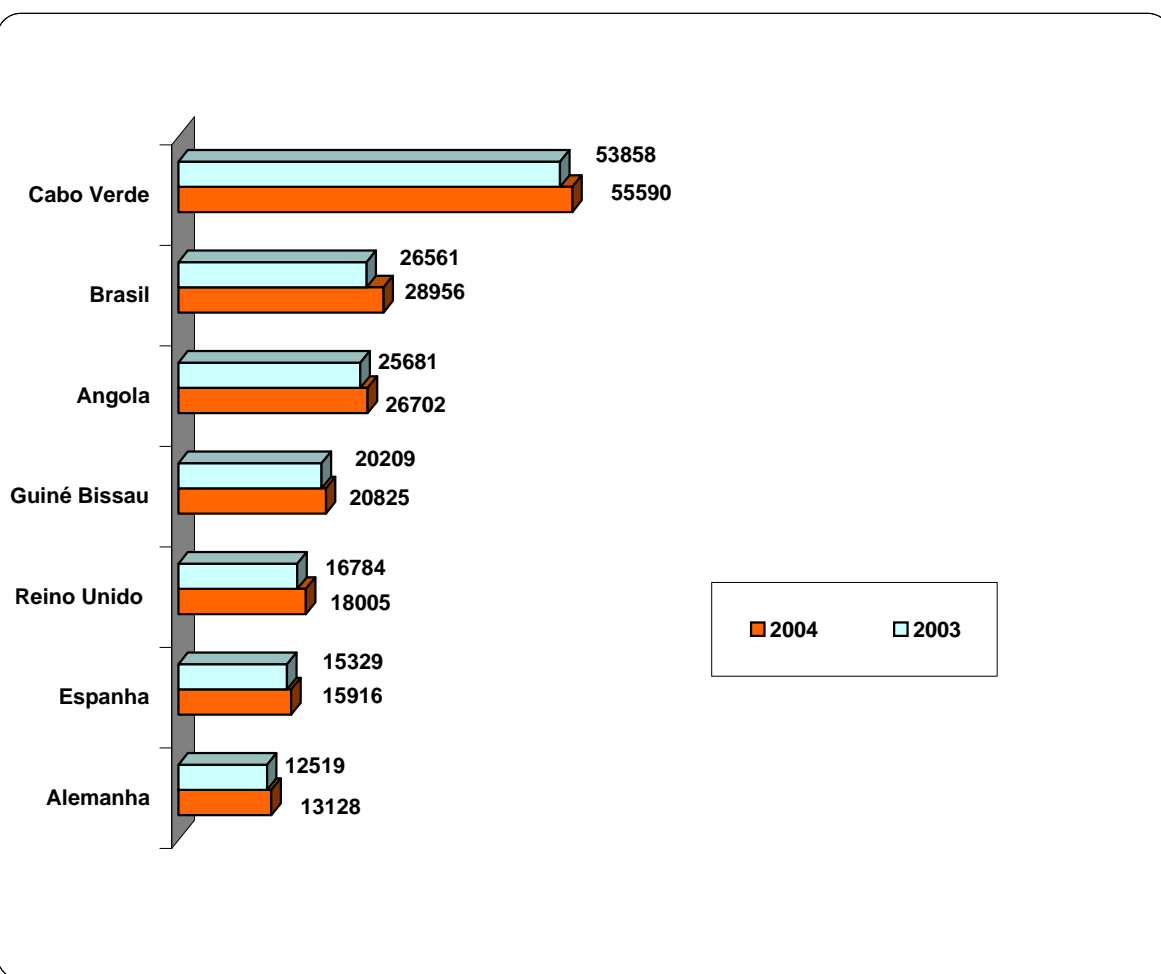 53858
Cabo Verde
55590
26561
Brasil
28956
25681
Angola
26702
20209
Guiné Bissau
20825
16784
Reino Unido
18005
2004
2003
15329
Espanha
15916
12519
Alemanha
13128